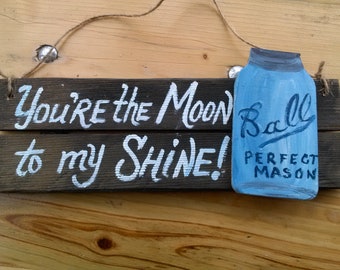 You're the Moon
to my Shine!
Ball
PERFECT
MASON